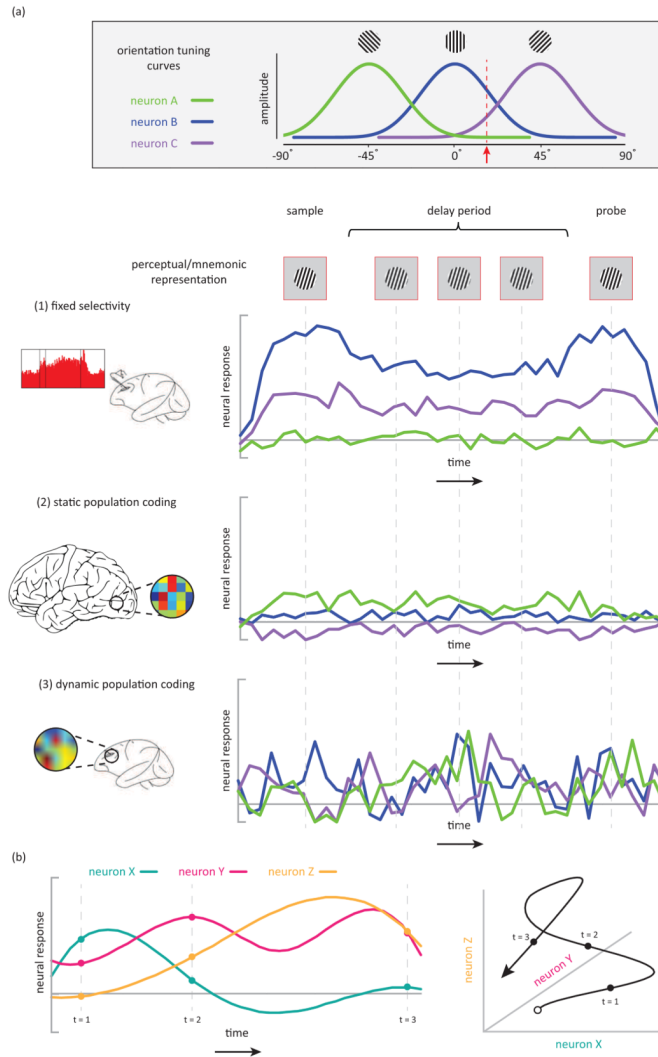 (a)
orientation tuning
curves
neuron A
neuron B
neuron C
amplitude
-90° -45° 0° 45° 90°
sample delay period probe
perceptual/mnemonic
representation
(1) fixed selectivity
neural response
time
(2) static population coding
neural response
time
(3) dynamic population coding
neural response
time
(b)
neuron X neuron Y neuron Z
neural response
t = 1 t = 2 t = 3
time
neuron Z
t = 3 t = 2
neuron Y
t = 1
neuron X